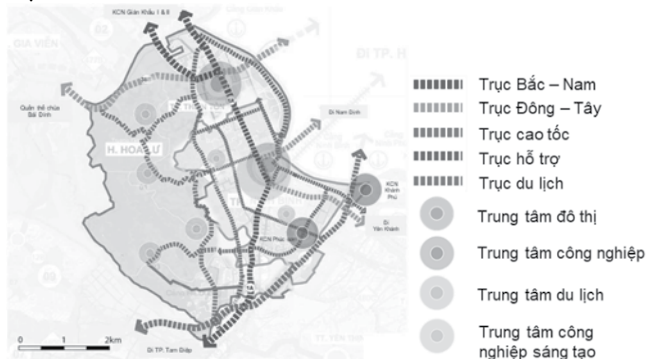 KCN Gián Khẩu I & II
GIA VIỄN
ĐI TP. H
Quần thể chùa
Bái Đính
Đi Nam Định
H. HOA LƯ
KCN
Khánh
Phú
Đi
Yên Khánh
KCN Phúc
0 1 2km
Đi TP. Tam Điệp
Trục Bắc – Nam
Trục Đông – Tây
Trục cao tốc
Trục hỗ trợ
Trục du lịch
Trung tâm đô thị
Trung tâm công nghiệp
Trung tâm du lịch
Trung tâm công
nghiệp sáng tạo